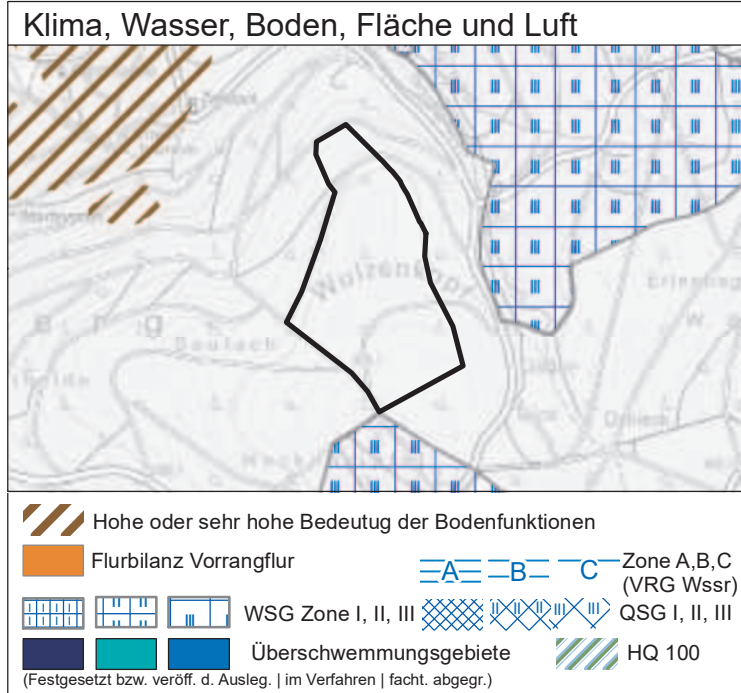 Klima, Wasser, Boden, Fläche und Luft
e r g
Hohe oder sehr hohe Bedeutug der Bodenfunktionen
Flurbilanz Vorrangflur
A B C Zone A,B,C
(VRG Wssr)
WSG Zone I, II, III QSG I, II, III
Überschwemmungsgebiete HQ 100
(Festgesetzt bzw. veröff. d. Ausleg. | im Verfahren | facht. abgegr.)